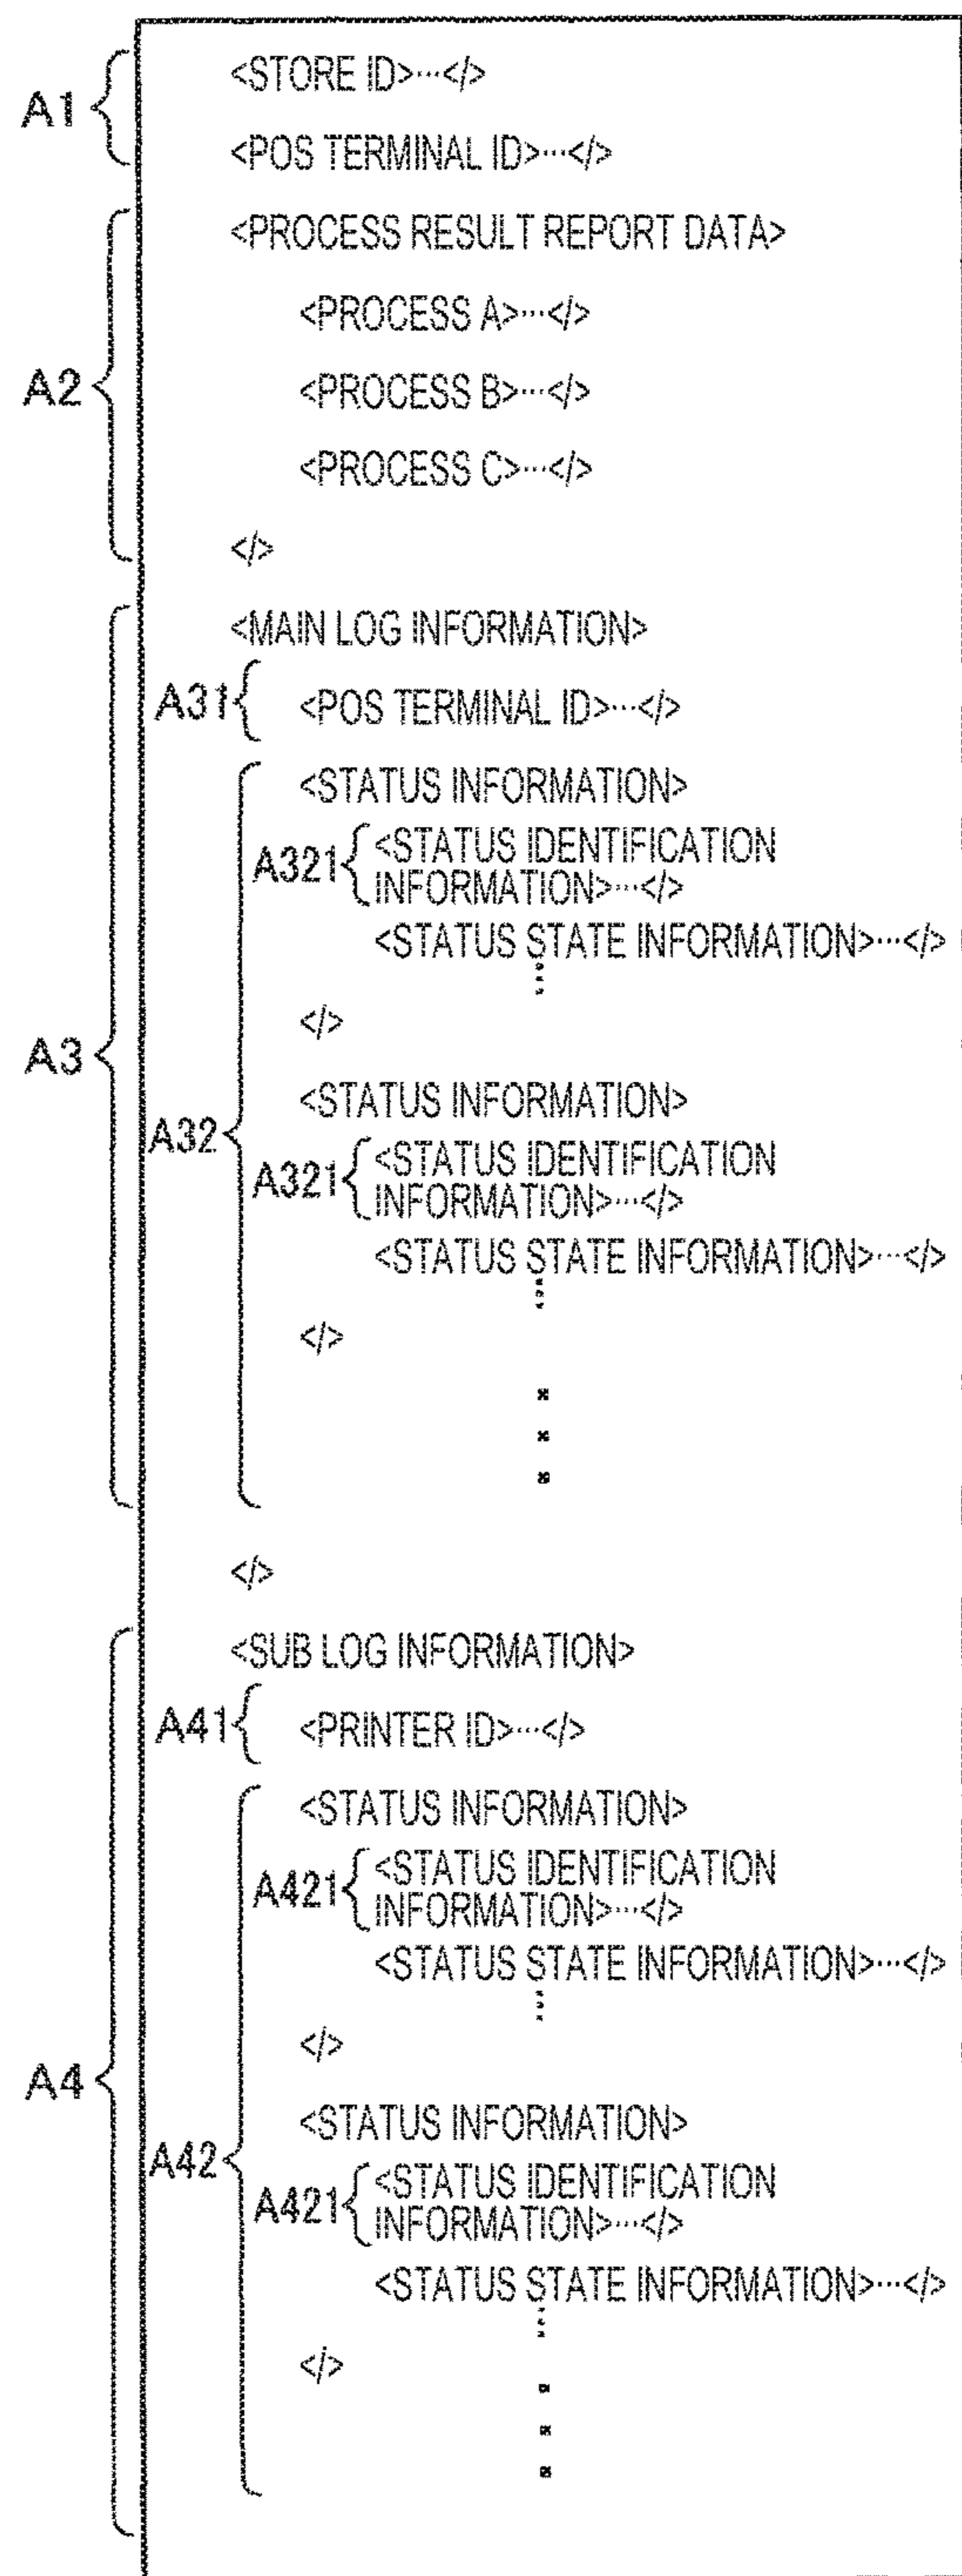 A1
<STORE ID>···</>
<POS TERMINAL ID>···</>
A2
<PROCESS RESULT REPORT DATA>
<PROCESS A>···</>
<PROCESS B>···</>
<PROCESS C>···</>
</>
A3
<MAIN LOG INFORMATION>
A31
<POS TERMINAL ID>···</>
A32
<STATUS INFORMATION>
A321
<STATUS IDENTIFICATION
INFORMATION>···</>
<STATUS STATE INFORMATION>···</>
</>
<STATUS INFORMATION>
A321
<STATUS IDENTIFICATION
INFORMATION>···</>
<STATUS STATE INFORMATION>···</>
</>
</>
A4
<SUB LOG INFORMATION>
A41
<PRINTER ID>···</>
A42
<STATUS INFORMATION>
A421
<STATUS IDENTIFICATION
INFORMATION>···</>
<STATUS STATE INFORMATION>···</>
</>
<STATUS INFORMATION>
A421
<STATUS IDENTIFICATION
INFORMATION>···</>
<STATUS STATE INFORMATION>···</>
</>